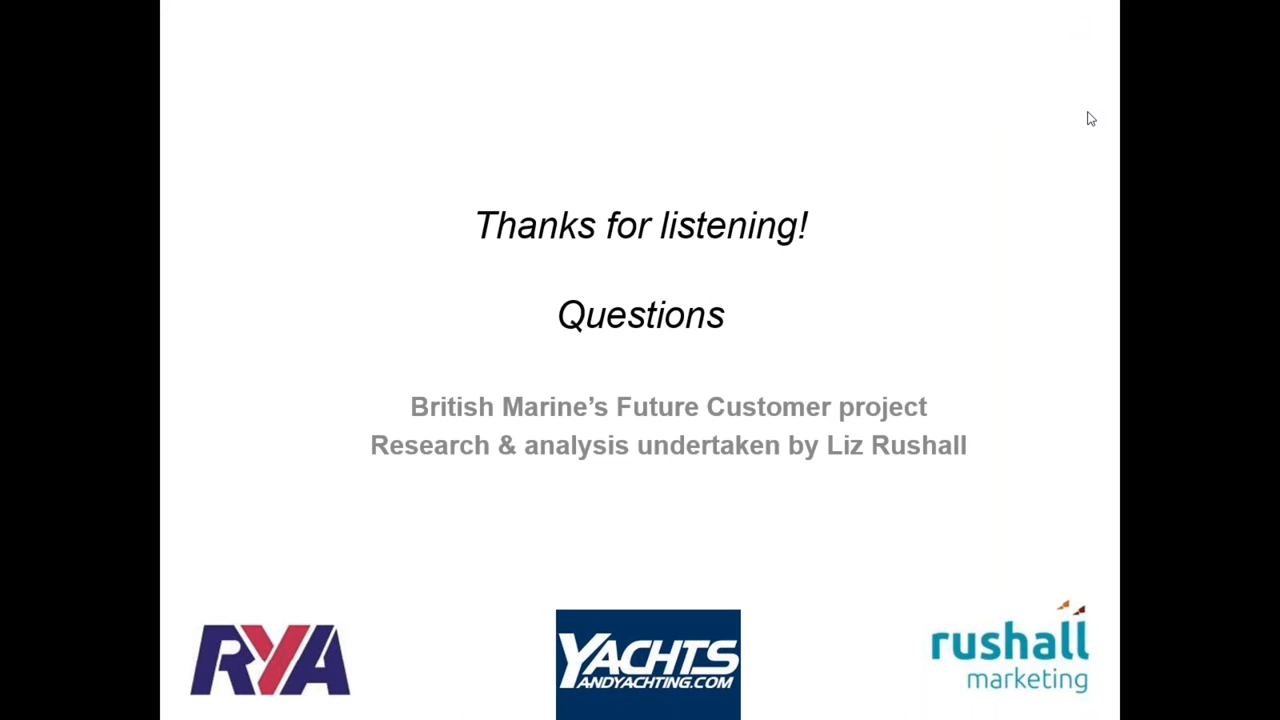 Thanks for listening!
Questions
British Marine’s Future Customer project
Research & analysis undertaken by Liz Rushall
RYA
YACHTS
ANDYACHTING.COM
rushall
marketing